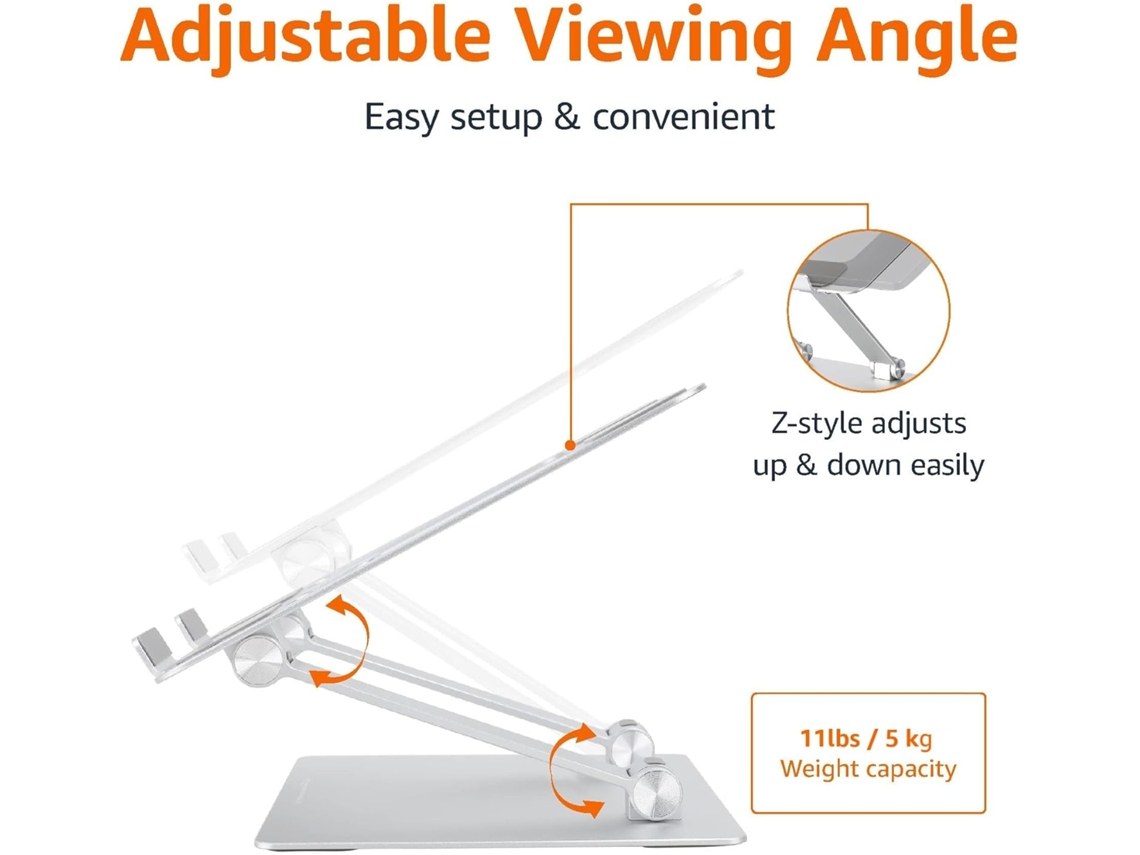 Adjustable Viewing Angle
Easy setup & convenient
Z-style adjusts
up & down easily
11lbs / 5 kg
Weight capacity